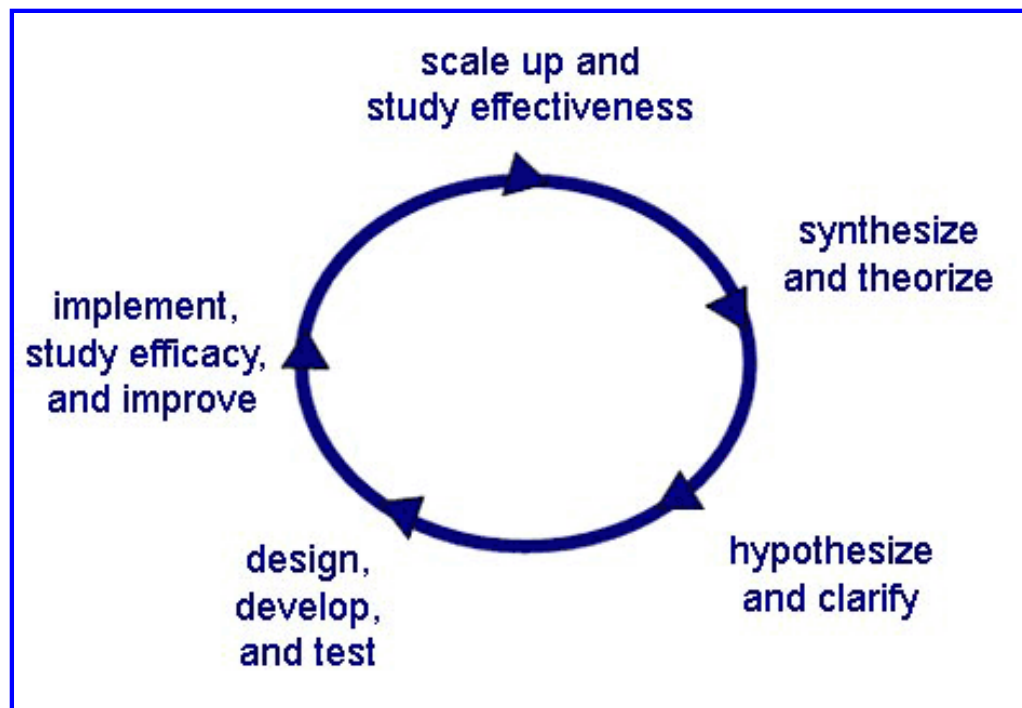 scale up and
study effectiveness
synthesize
and theorize
hypothesize
and clarify
design,
develop,
and test
implement,
study efficacy,
and improve